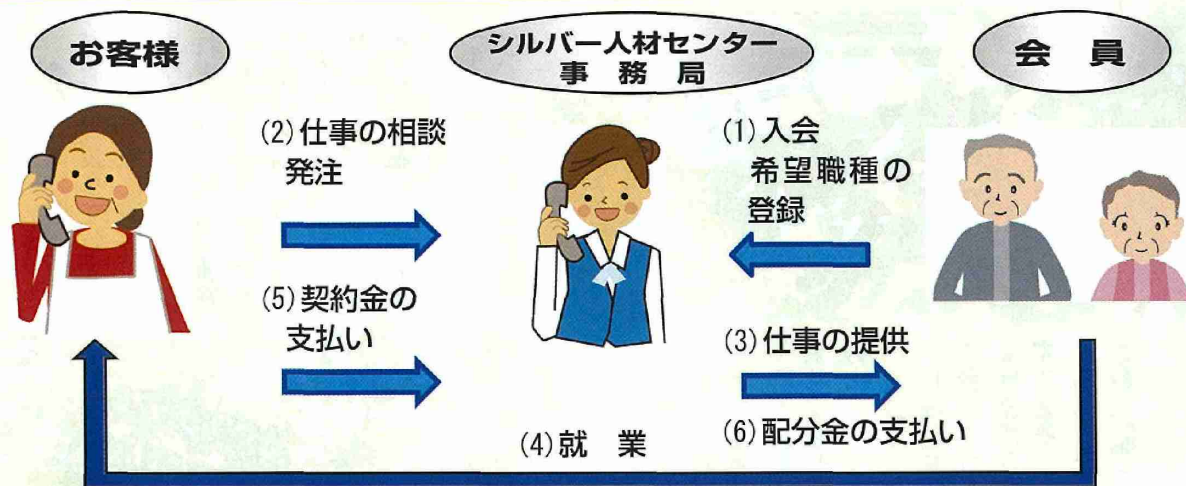 お客様
シルバー人材センター
事務局
会員
(2)仕事の相談
発注
(1)入会
希望職種の
登録
(5)契約金の
支払い
(3)仕事の提供
(4)就業
(6)配分金の支払い